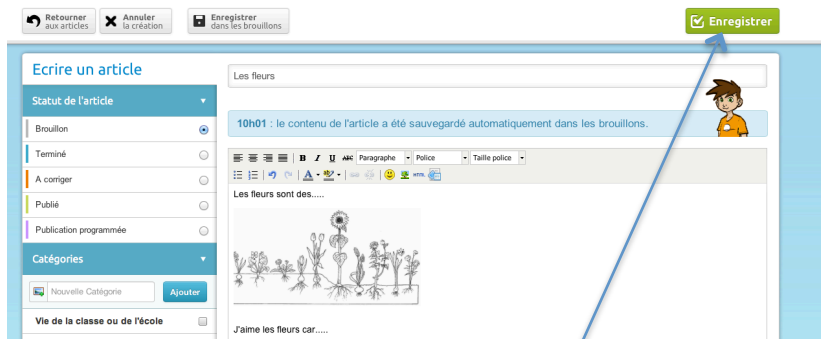 Retourner
aux articles
Annuler
la création
Enregistrer
dans les brouillons
Enregistrer
Ecrire un article
Statut de l'article
Brouillon
Terminé
A corriger
Publié
Publication programmée
Catégories
Nouvelle Catégorie
Ajouter
Vie de la classe ou de l'école
Les fleurs
10h01 : le contenu de l'article a été sauvegardé automatiquement dans les brouillons.
B I U ABC Paragraphe Police Taille police
A ab HTML
Les fleurs sont des.....
J'aime les fleurs car.....